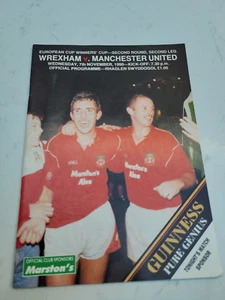 EUROPEAN CUP WINNERS' CUP—SECOND ROUND, SECOND LEG
WREXHAM v. MANCHESTER UNITED
WEDNESDAY, 7th NOVEMBER, 1990—KICK-OFF: 7.30 p.m.
OFFICIAL PROGRAMME—RHAGLEN SWYDDOGOL £1.00
Marston's
Ales
Marston's
Ales
GUINNESS
PURE GENIUS
TONIGHT'S MATCH
SPONSOR
OFFICIAL CLUB SPONSORS
Marston's